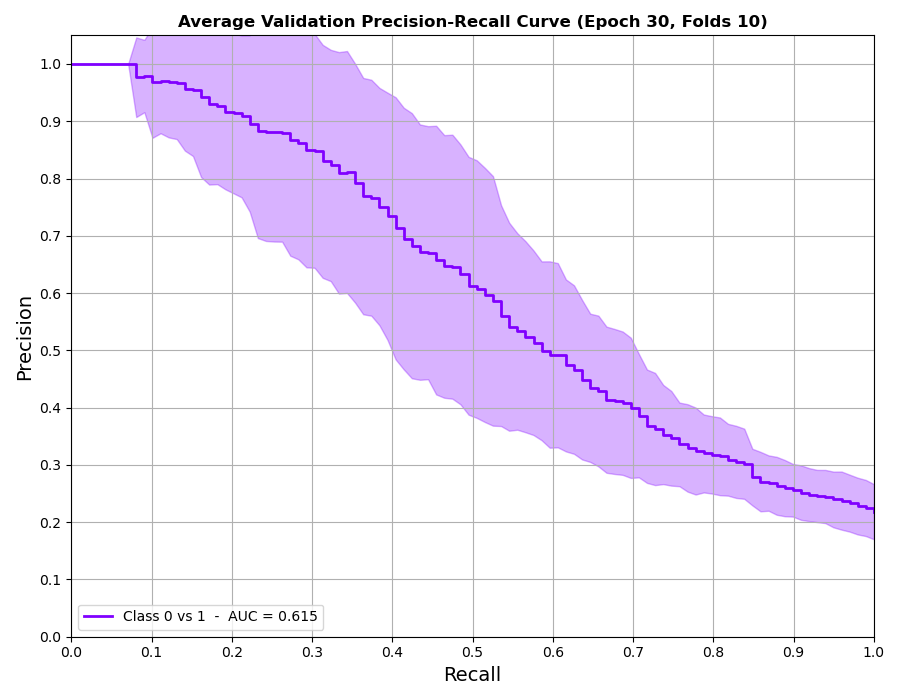 Average Validation Precision-Recall Curve (Epoch 30, Folds 10)
Precision
1.0
0.9
0.8
0.7
0.6
0.5
0.4
0.3
0.2
0.1
0.0
Class 0 vs 1 - AUC = 0.615
0.0 0.1 0.2 0.3 0.4 0.5 0.6 0.7 0.8 0.9 1.0
Recall